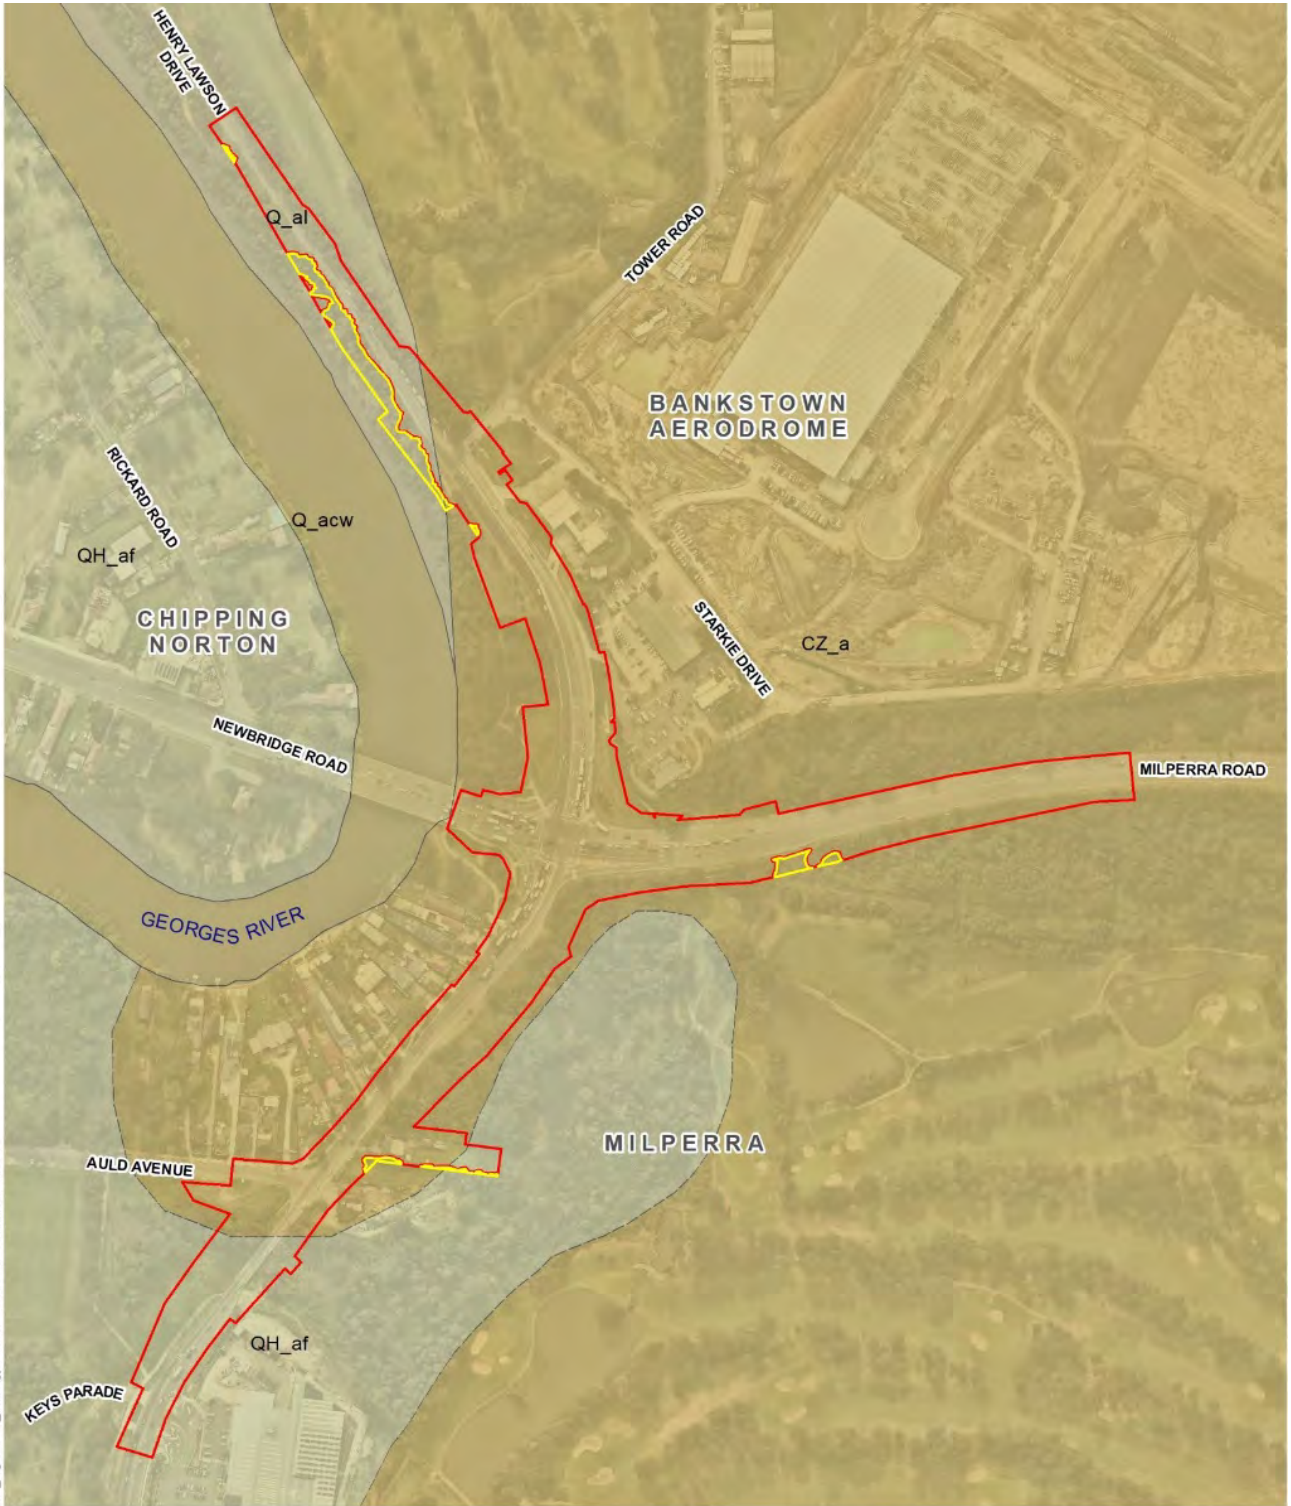 HENRY LAWSON
DRIVE
Q_al
TOWER ROAD
BANKSTOWN
AERODROME
RICKARD ROAD
Q_acw
QH_af
CHIPPING
NORTON
STARKIE DRIVE
CZ_a
NEWBRIDGE ROAD
MILPERRA ROAD
GEORGES RIVER
MILPERRA
AULD AVENUE
QH_af
KEYS PARADE